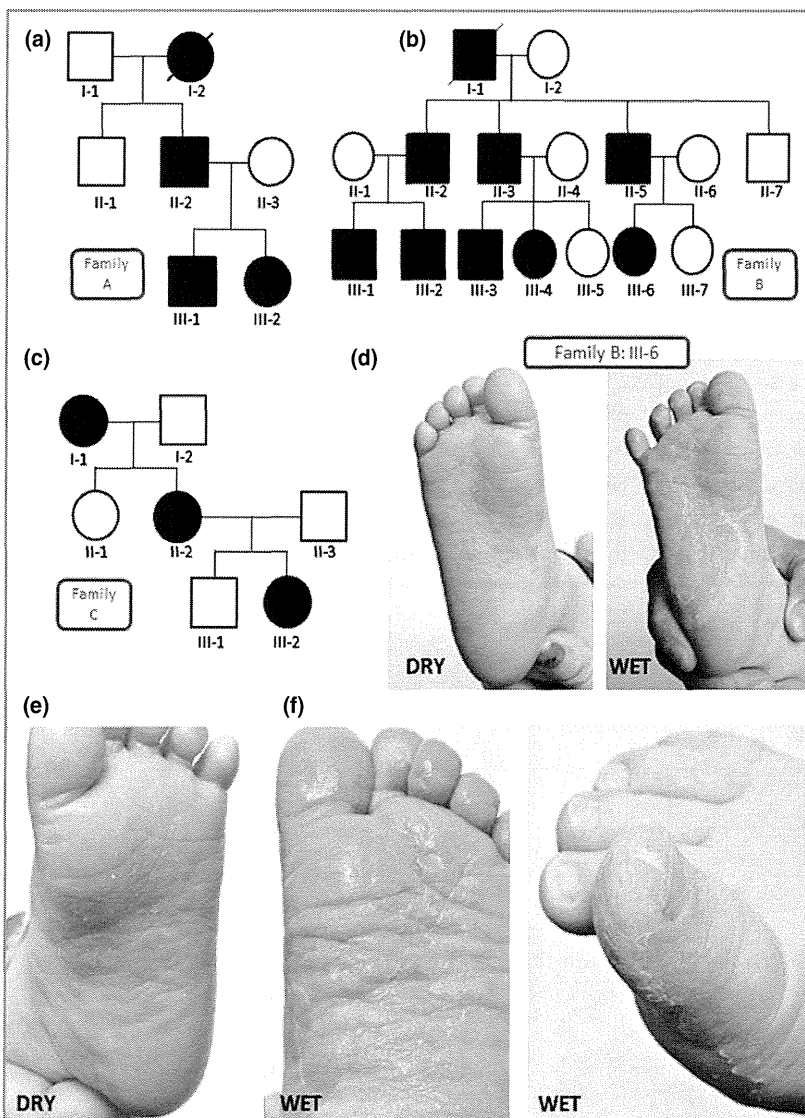 (a)
(b)
I-1
I-2
I-1
I-2
II-1
II-2
II-3
II-1
II-2
II-3
II-4
II-5
II-6
II-7
Family
A
III-1
III-2
III-1
III-2
III-3
III-4
III-5
III-6
III-7
Family
B
(c)
(d)
Family B: III-6
I-1
I-2
II-1
II-2
II-3
Family
C
III-1
III-2
DRY
WET
(e)
(f)
DRY
WET
WET